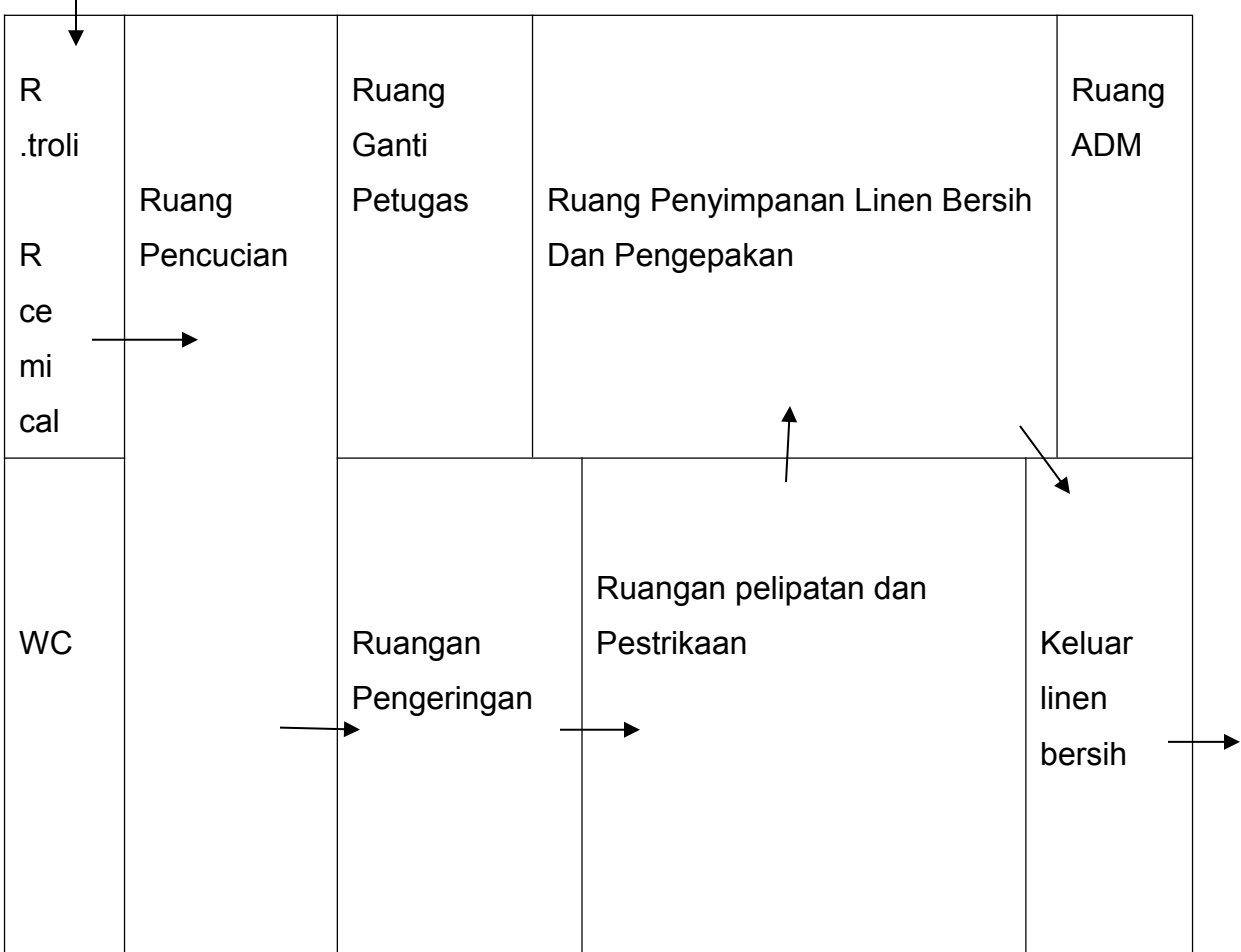 R
.troli
R
ce
mi
cal
Ruang
Pencucian
Ruang
Ganti
Petugas
Ruang Penyimpanan Linen Bersih
Dan Pengepakan
Ruang
ADM
WC
Ruangan
Pengeringan
Ruangan pelipatan dan
Pestrikaan
Keluar
linen
bersih